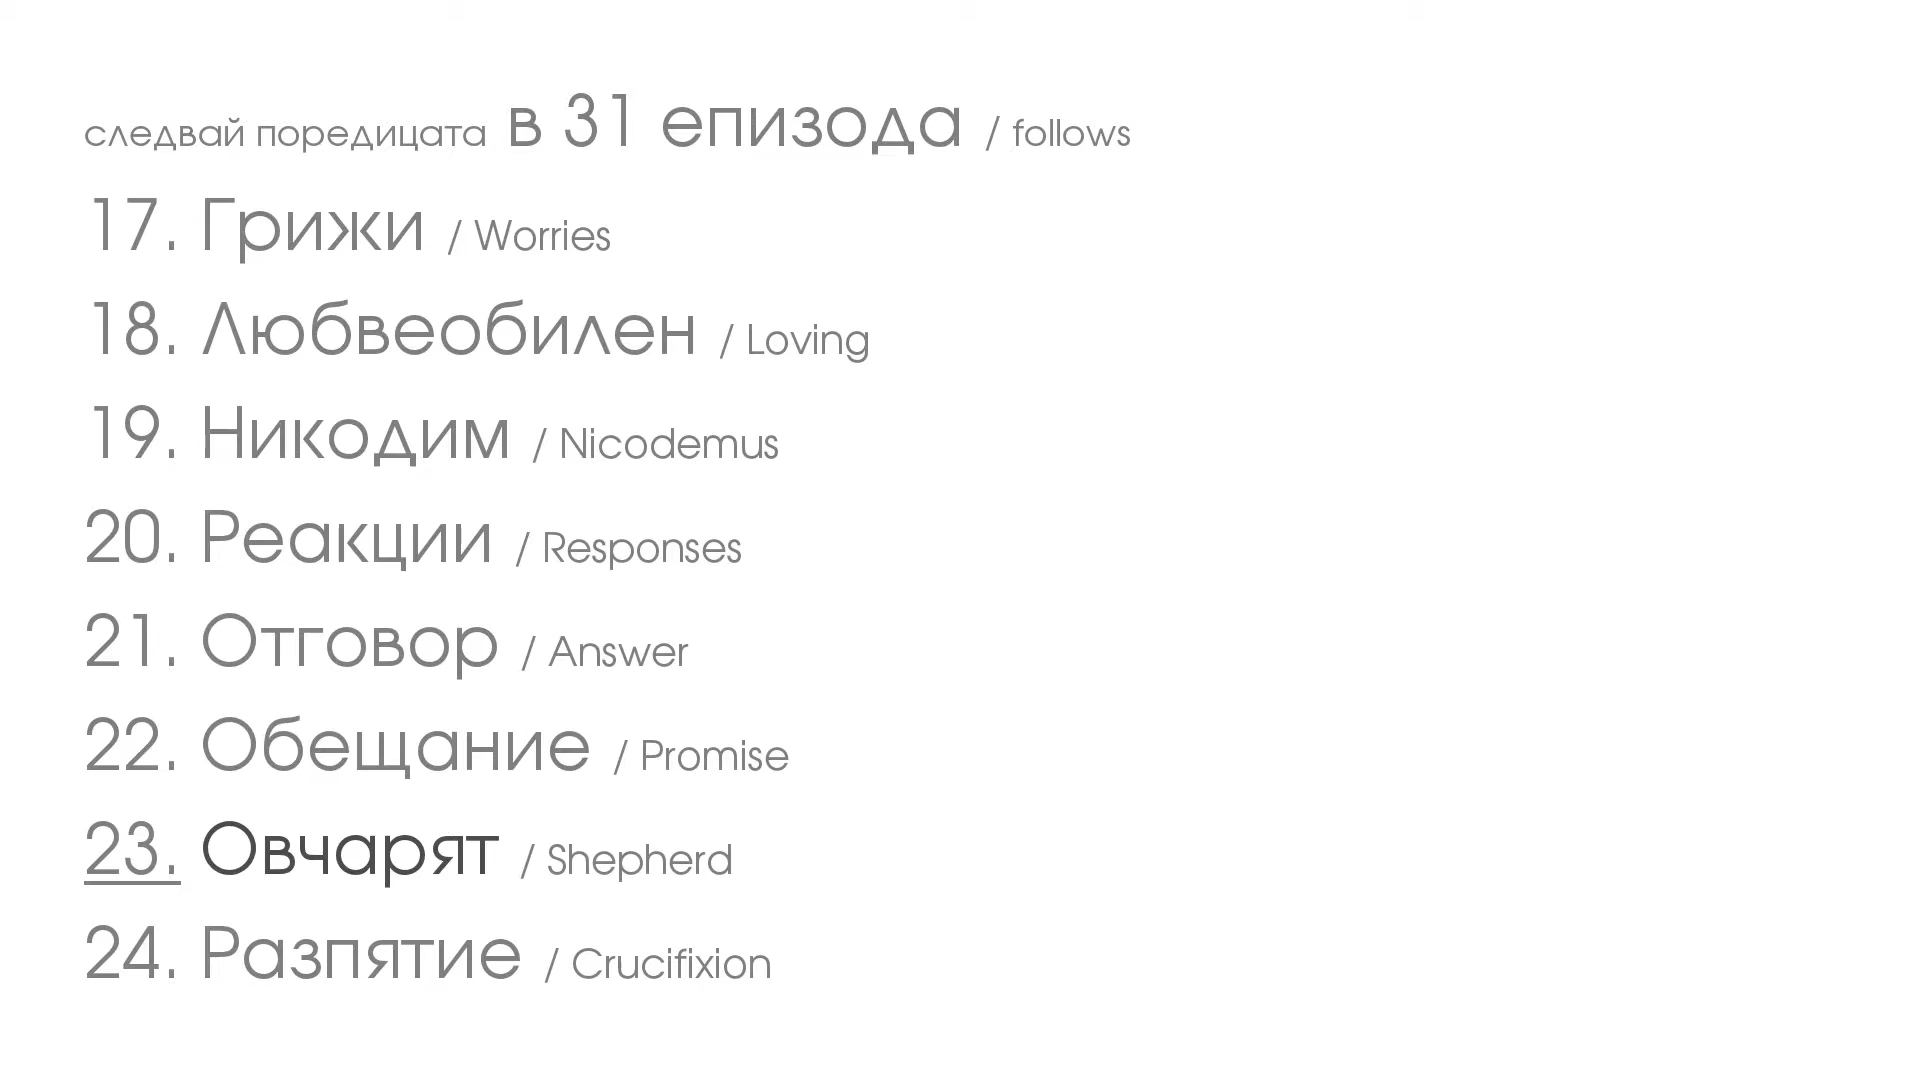 следвай поредицата в 31 епизода / follows
17. Грижи / Worries
18. Любвеобилен / Loving
19. Никодим / Nicodemus
20. Реакции / Responses
21. Отговор / Answer
22. Обещание / Promise
23. Овчарят / Shepherd
24. Разпятие / Crucifixion